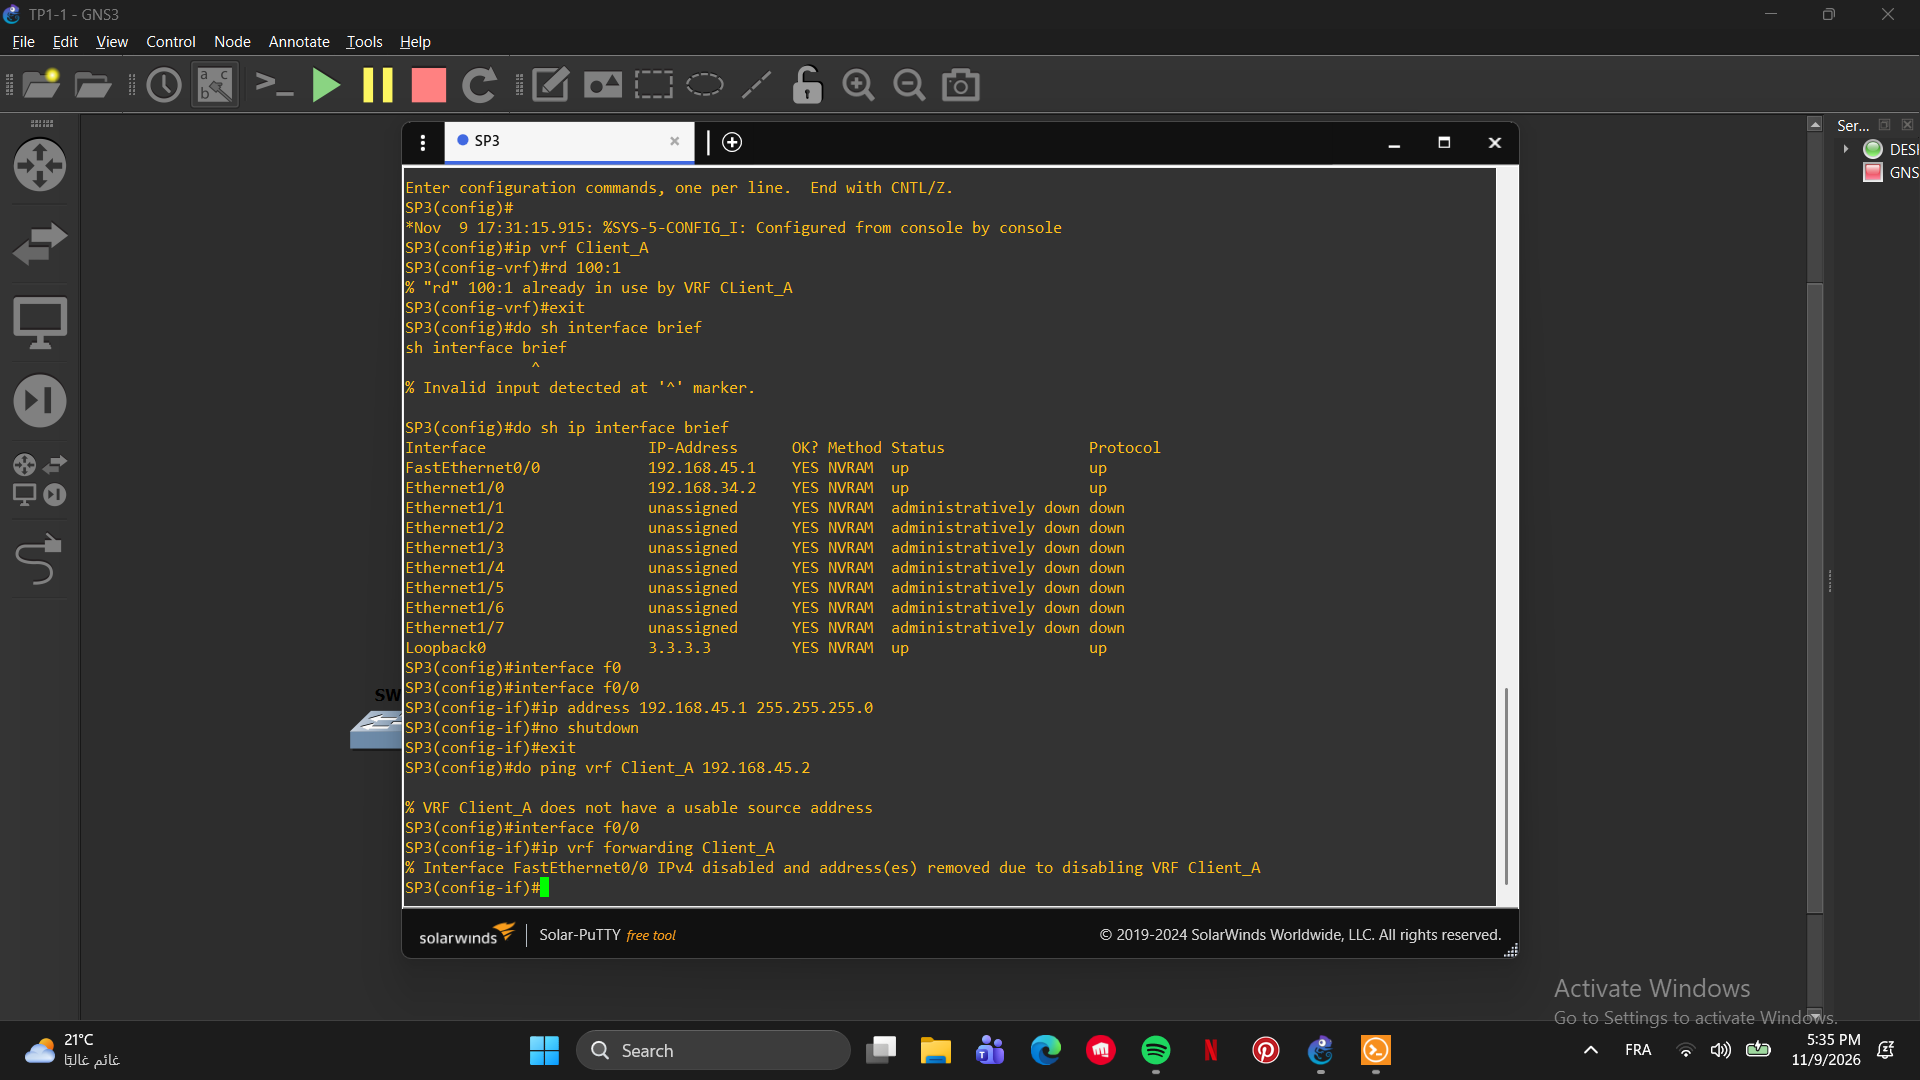 TP1-1 - GNS3
File Edit View Control Node Annotate Tools Help
SP3
Ser...
DESI
GNS
Enter configuration commands, one per line.  End with CNTL/Z.
SP3(config)#
*Nov  9 17:31:15.915: %SYS-5-CONFIG_I: Configured from console by console
SP3(config)#ip vrf Client_A
SP3(config-vrf)#rd 100:1
% "rd" 100:1 already in use by VRF CLient_A
SP3(config-vrf)#exit
SP3(config)#do sh interface brief
sh interface brief
^
% Invalid input detected at '^' marker.
SP3(config)#do sh ip interface brief
Interface IP-Address OK? Method Status Protocol
FastEthernet0/0 192.168.45.1 YES NVRAM up up
Ethernet1/0 192.168.34.2 YES NVRAM up up
Ethernet1/1 unassigned YES NVRAM administratively down down
Ethernet1/2 unassigned YES NVRAM administratively down down
Ethernet1/3 unassigned YES NVRAM administratively down down
Ethernet1/4 unassigned YES NVRAM administratively down down
Ethernet1/5 unassigned YES NVRAM administratively down down
Ethernet1/6 unassigned YES NVRAM administratively down down
Ethernet1/7 unassigned YES NVRAM administratively down down
Loopback0 3.3.3.3 YES NVRAM up up
SP3(config)#interface f0
SP3(config)#interface f0/0
SW
SP3(config-if)#ip address 192.168.45.1 255.255.255.0
SP3(config-if)#no shutdown
SP3(config-if)#exit
SP3(config)#do ping vrf Client_A 192.168.45.2
% VRF Client_A does not have a usable source address
SP3(config)#interface f0/0
SP3(config-if)#ip vrf forwarding Client_A
% Interface FastEthernet0/0 IPv4 disabled and address(es) removed due to disabling VRF Client_A
SP3(config-if)#
solarwinds Solar-PuTTY free tool © 2019-2024 SolarWinds Worldwide, LLC. All rights reserved.
Activate Windows
Go to Settings to activate Windows.
21°C
غائم غالبًا
Search
FRA
5:35 PM
11/9/2026